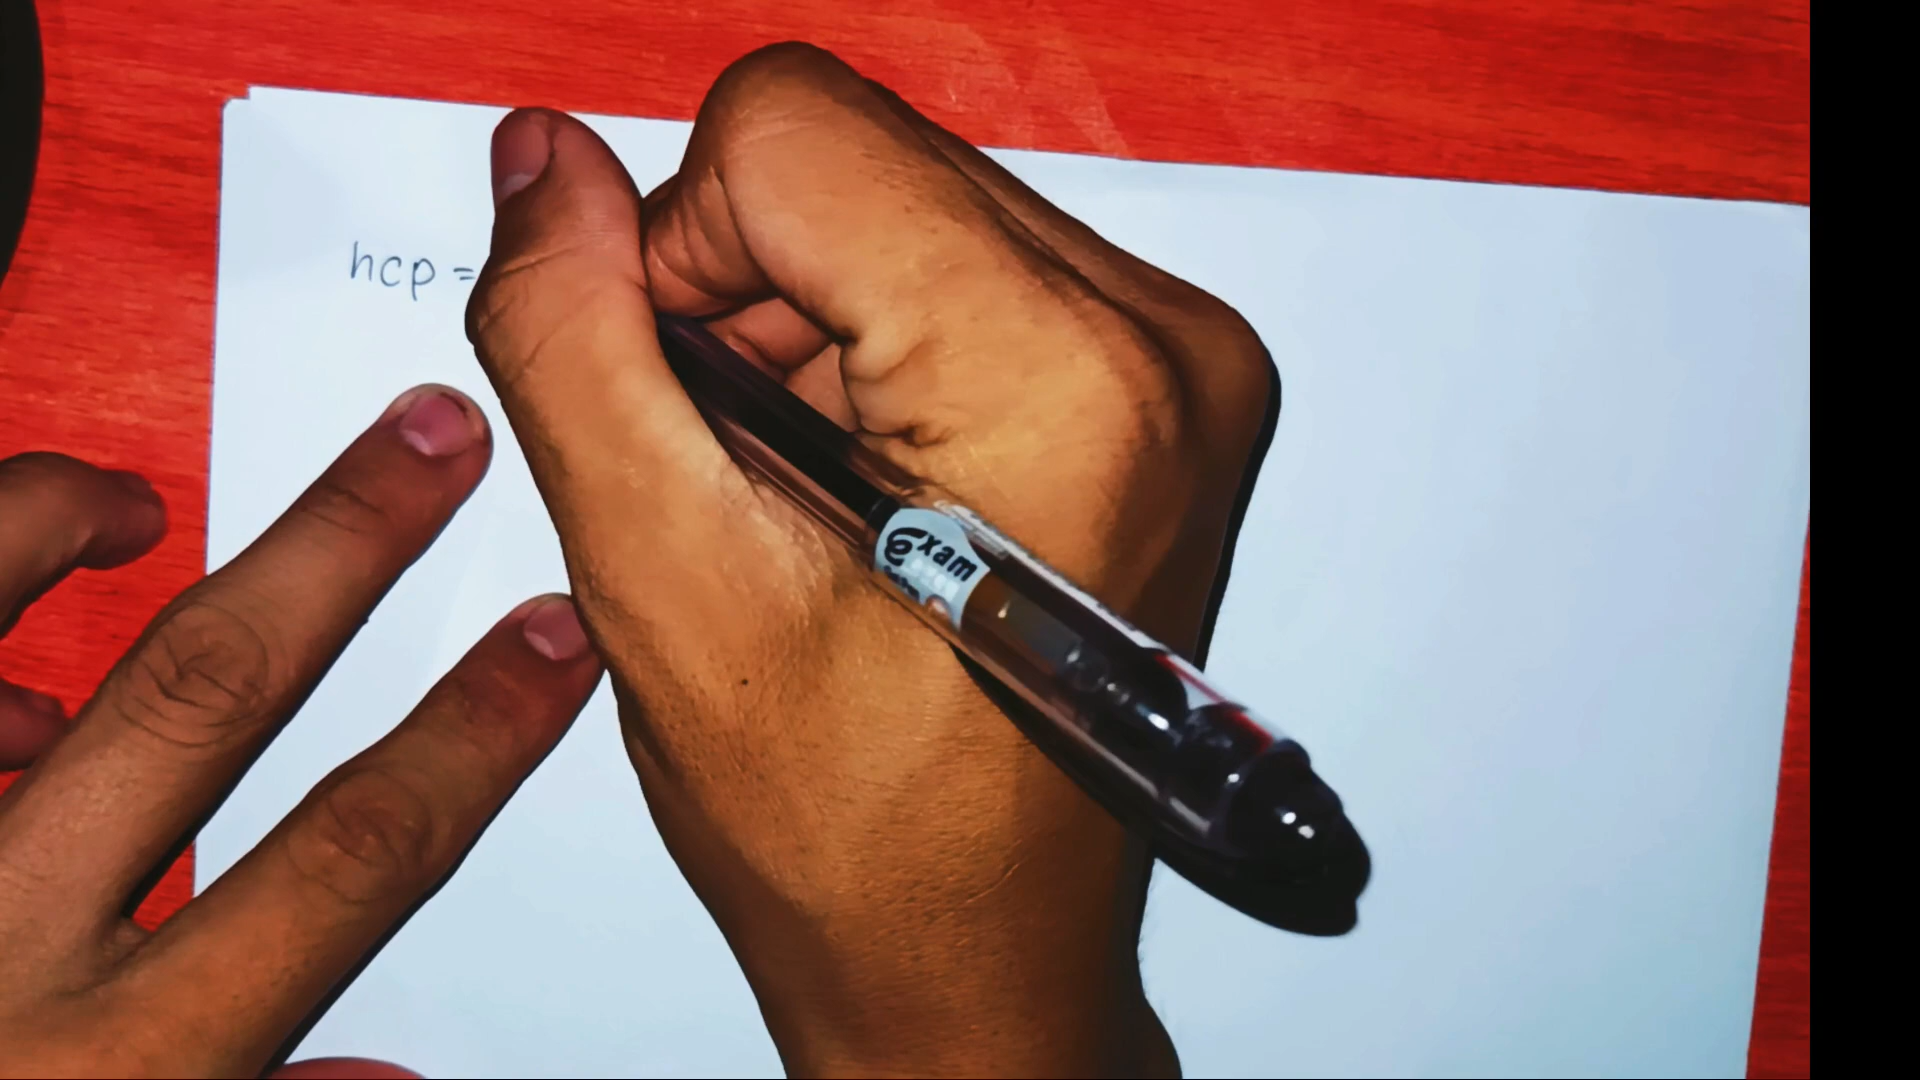 hcp =
exam